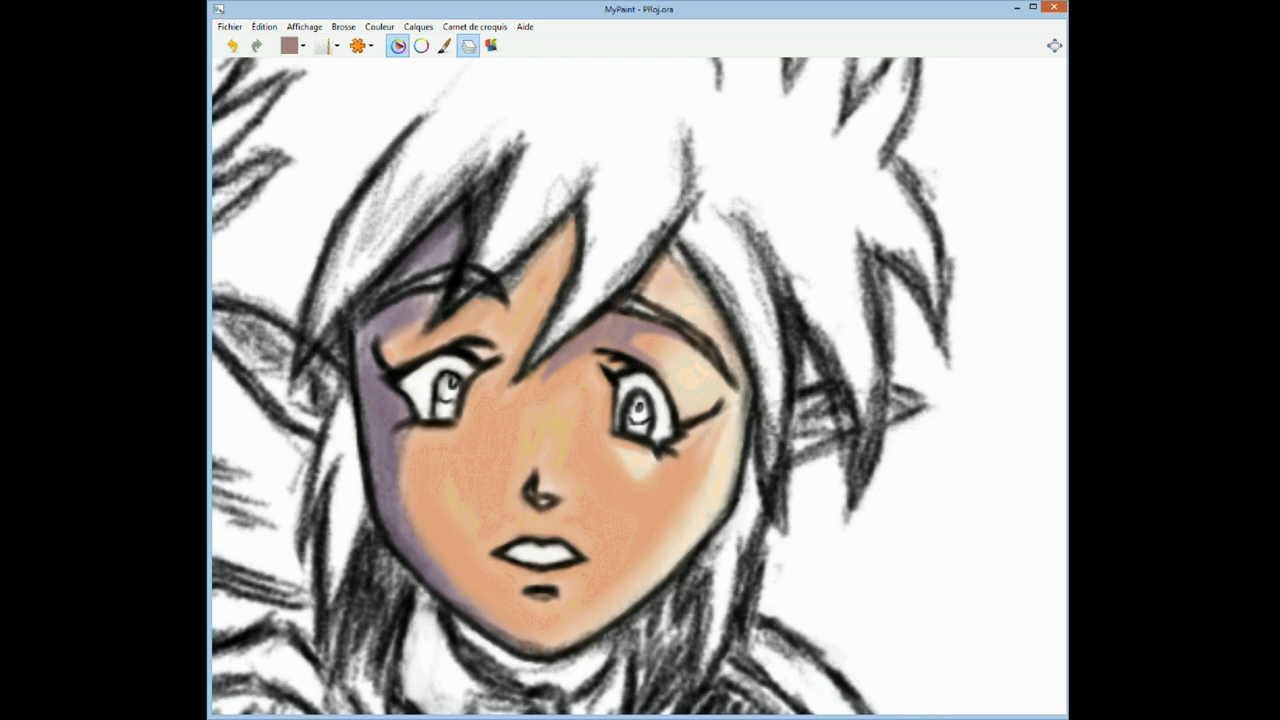 MyPaint - PRoj.ora
Fichier Édition Affichage Brosse Couleur Calques Carnet de croquis Aide